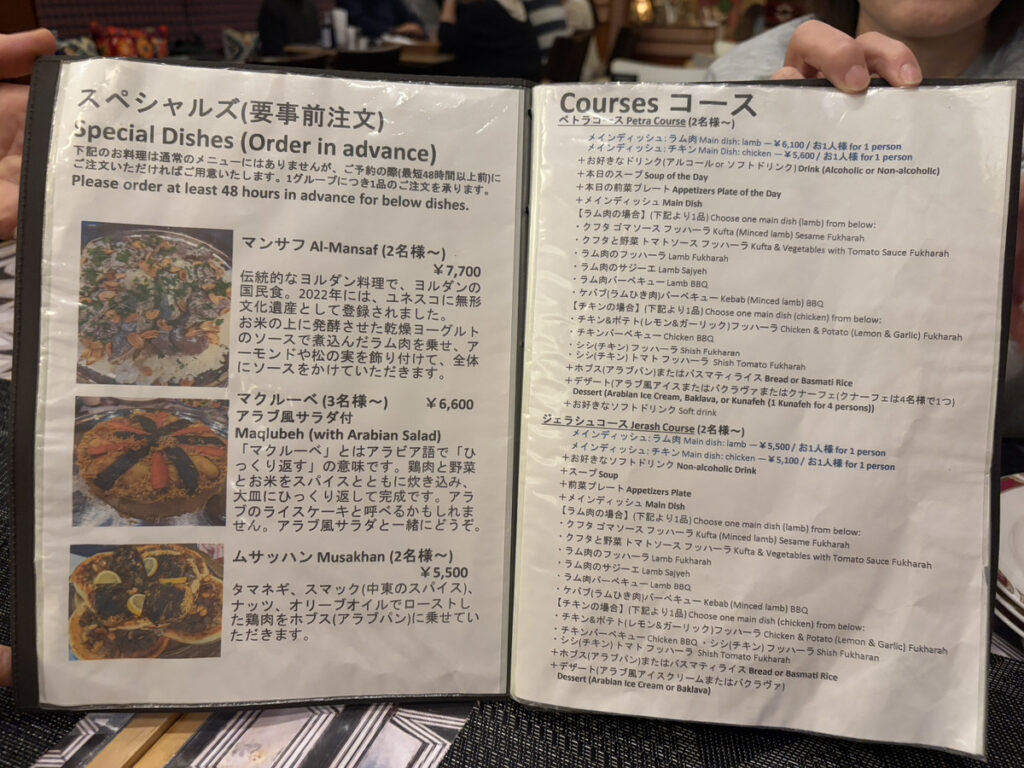 スペシャルズ(要事前注文)
Special Dishes (Order in advance)
下記のお料理は通常のメニューにはありませんが、ご予約の際(最短48時間以上前)に
ご注文いただければご用意いたします。1グループにつき1品のご注文を承ります。
Please order at least 48 hours in advance for below dishes.
マンサフ Al-Mansaf (2名様～)
￥7,700
伝統的なヨルダン料理で、ヨルダンの
国民食。2022年には、ユネスコに無形
文化遺産として登録されました。
お米の上に発酵させた乾燥ヨーグルト
のソースで煮込んだラム肉を乗せ、ア
ーモンドや松の実を飾り付けて、全体
にソースをかけていただきます。
マクルーベ (3名様～) ￥6,600
アラブ風サラダ付
Maqlubeh (with Arabian Salad)
「マクルーベ」とはアラビア語で「ひ
っくり返す」の意味です。鶏肉と野菜
とお米をスパイスとともに炊き込み、
大皿にひっくり返して完成です。アラ
ブのライスケーキと呼べるかもしれま
せん。アラブ風サラダと一緒にどうぞ。
ムサッハン Musakhan (2名様～)
￥5,500
タマネギ、スマック(中東のスパイス)、
ナッツ、オリーブオイルでローストし
た鶏肉をホブス(アラブパン)に乗せてい
ただきます。
Courses コース
ペトラコース Petra Course (2名様～)
メインディッシュ: ラム肉 Main dish: lamb ―￥6,100 / お1人様 for 1 person
メインディッシュ: チキン Main Dish: chicken ―￥5,600 / お1人様 for 1 person
＋お好きなドリンク(アルコール or ソフトドリンク) Drink (Alcoholic or Non-alcoholic)
＋本日のスープ Soup of the Day
＋本日の前菜プレート Appetizers Plate of the Day
＋メインディッシュ Main Dish
【ラム肉の場合】(下記より1品) Choose one main dish (lamb) from below:
・クフタ ゴマソース フッハーラ Kufta (Minced lamb) Sesame Fukharah
・クフタと野菜 トマトソース フッハーラ Kufta & Vegetables with Tomato Sauce Fukharah
・ラム肉のフッハーラ Lamb Fukharah
・ラム肉のサジーエ Lamb Sajyeh
・ラム肉バーベキュー Lamb BBQ
・ケバブ(ラムひき肉)バーベキュー Kebab (Minced lamb) BBQ
【チキンの場合】(下記より1品) Choose one main dish (chicken) from below:
・チキン&ポテト(レモン&ガーリック)フッハーラ Chicken & Potato (Lemon & Garlic) Fukharah
・チキンバーベキュー Chicken BBQ
・シシ(チキン) フッハーラ Shish Fukharan
・シシ(チキン) トマト フッハーラ Shish Tomato Fukharah
＋ホブス(アラブパン)またはバスマティライス Bread or Basmati Rice
＋デザート(アラブ風アイスまたはバクラヴァまたはクナーフェ(クナーフェは4名様で1つ)
Dessert (Arabian Ice Cream, Baklava, or Kunafeh (1 Kunafeh for 4 persons))
＋お好きなソフトドリンク Soft drink
ジェラシュコース Jerash Course (2名様～)
メインディッシュ: ラム肉 Main dish: lamb ―￥5,500 / お1人様 for 1 person
メインディッシュ: チキン Main dish: chicken ―￥5,100 / お1人様 for 1 person
＋お好きなソフトドリンク Non-alcoholic Drink
＋スープ Soup
＋前菜プレート Appetizers Plate
＋メインディッシュ Main Dish
【ラム肉の場合】(下記より1品) Choose one main dish (lamb) from below:
・クフタ ゴマソース フッハーラ Kufta (Minced lamb) Sesame Fukharah
・クフタと野菜 トマトソース フッハーラ Kufta & Vegetables with Tomato Sauce Fukharah
・ラム肉のフッハーラ Lamb Fukharah
・ラム肉のサジーエ Lamb Sajyeh
・ラム肉バーベキュー Lamb BBQ
・ケバブ(ラムひき肉)バーベキュー Kebab (Minced lamb) BBQ
【チキンの場合】(下記より1品) Choose one main dish (chicken) from below:
・チキン&ポテト(レモン&ガーリック)フッハーラ Chicken & Potato (Lemon & Garlic) Fukharah
・チキンバーベキュー Chicken BBQ ・シシ(チキン) フッハーラ Shish Fukharan
・シシ(チキン) トマト フッハーラ Shish Tomato Fukharah
＋ホブス(アラブパン)またはバスマティライス Bread or Basmati Rice
＋デザート(アラブ風アイスクリームまたはバクラヴァ)
Dessert (Arabian Ice Cream or Baklava)